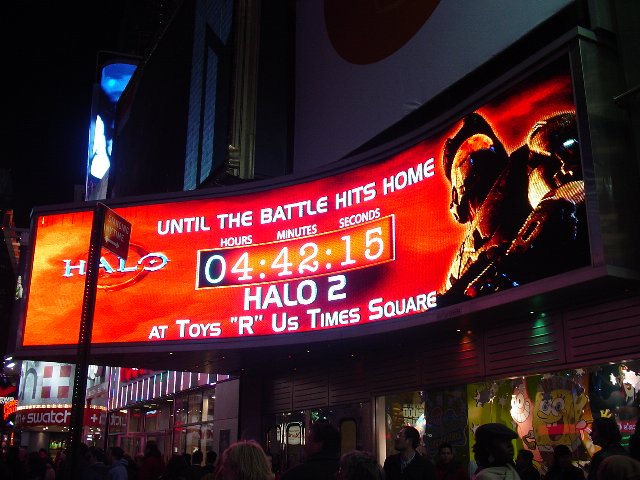 UNTIL THE BATTLE HITS HOME
HOURS MINUTES SECONDS
04:42:15
HALO
HALO 2
AT TOYS "R" US TIMES SQUARE
swatch